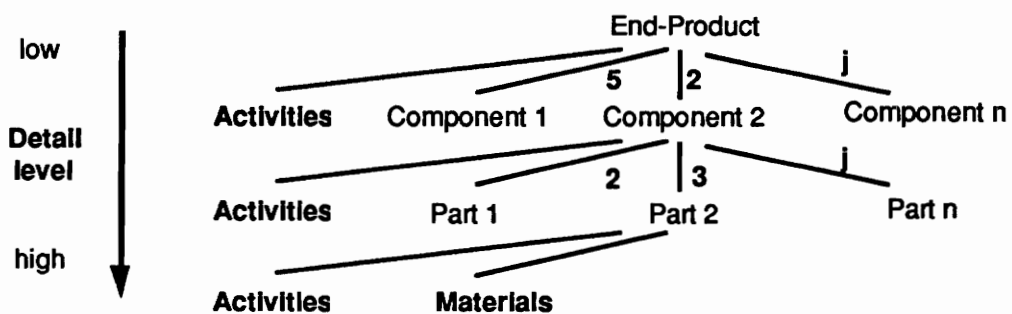 End-Product
low
5 2 j
Activities Component 1 Component 2 Component n
Detail level
2 3 j
Activities Part 1 Part 2 Part n
high
Activities Materials